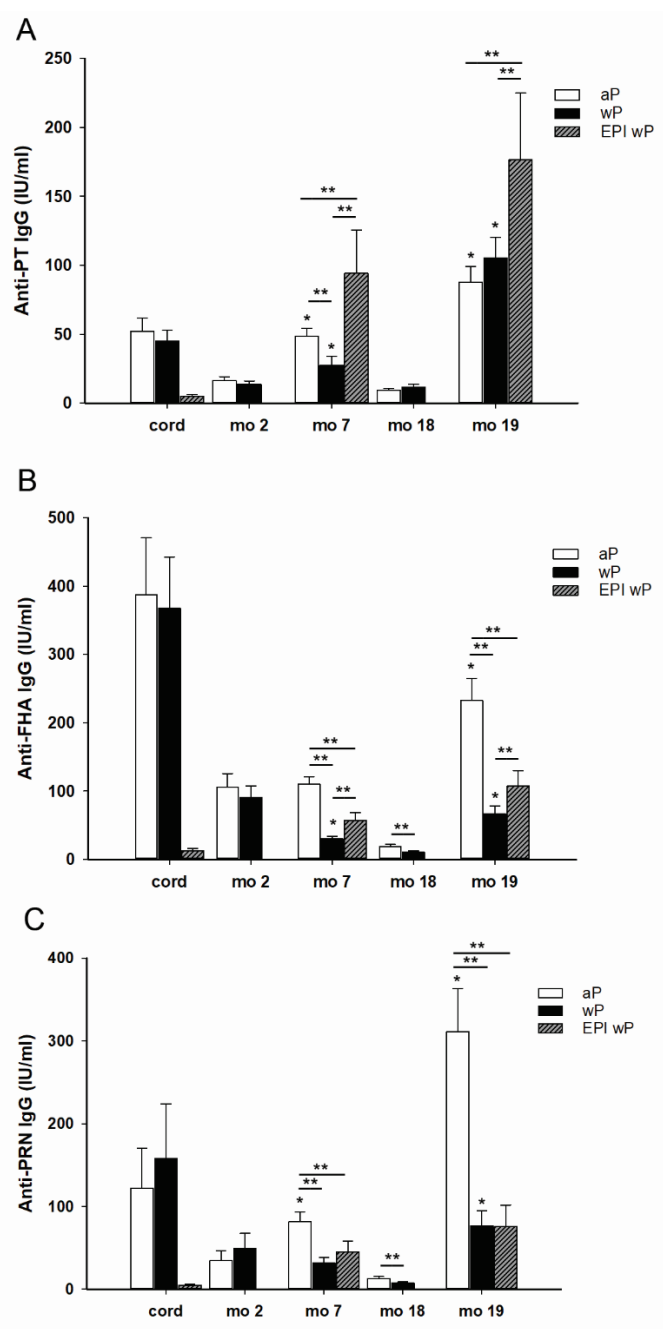 A
Anti-PT IgG (IU/ml)
250
200
150
100
50
0
** 
**
**
**
**
*
*
*
*
aP
wP
EPI wP
cord mo 2 mo 7 mo 18 mo 19
B
Anti-FHA IgG (IU/ml)
500
400
300
200
100
0
**
**
**
*
**
**
**
*
**
*
aP
wP
EPI wP
cord mo 2 mo 7 mo 18 mo 19
C
Anti-PRN IgG (IU/ml)
400
300
200
100
0
**
**
*
**
**
**
*
*
aP
wP
EPI wP
cord mo 2 mo 7 mo 18 mo 19